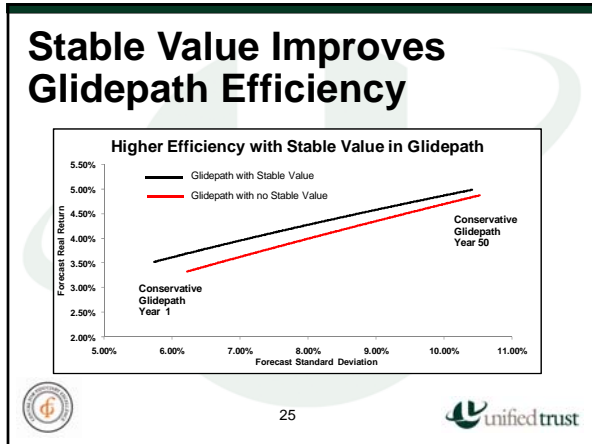 Stable Value Improves
Glidepath Efficiency
Higher Efficiency with Stable Value in Glidepath
5.50%
5.00%
4.50%
4.00%
3.50%
3.00%
2.50%
2.00%
Forecast Real Return
Glidepath with Stable Value
Glidepath with no Stable Value
Conservative
Glidepath
Year 50
Conservative
Glidepath
Year 1
5.00% 6.00% 7.00% 8.00% 9.00% 10.00% 11.00%
Forecast Standard Deviation
25
unified trust